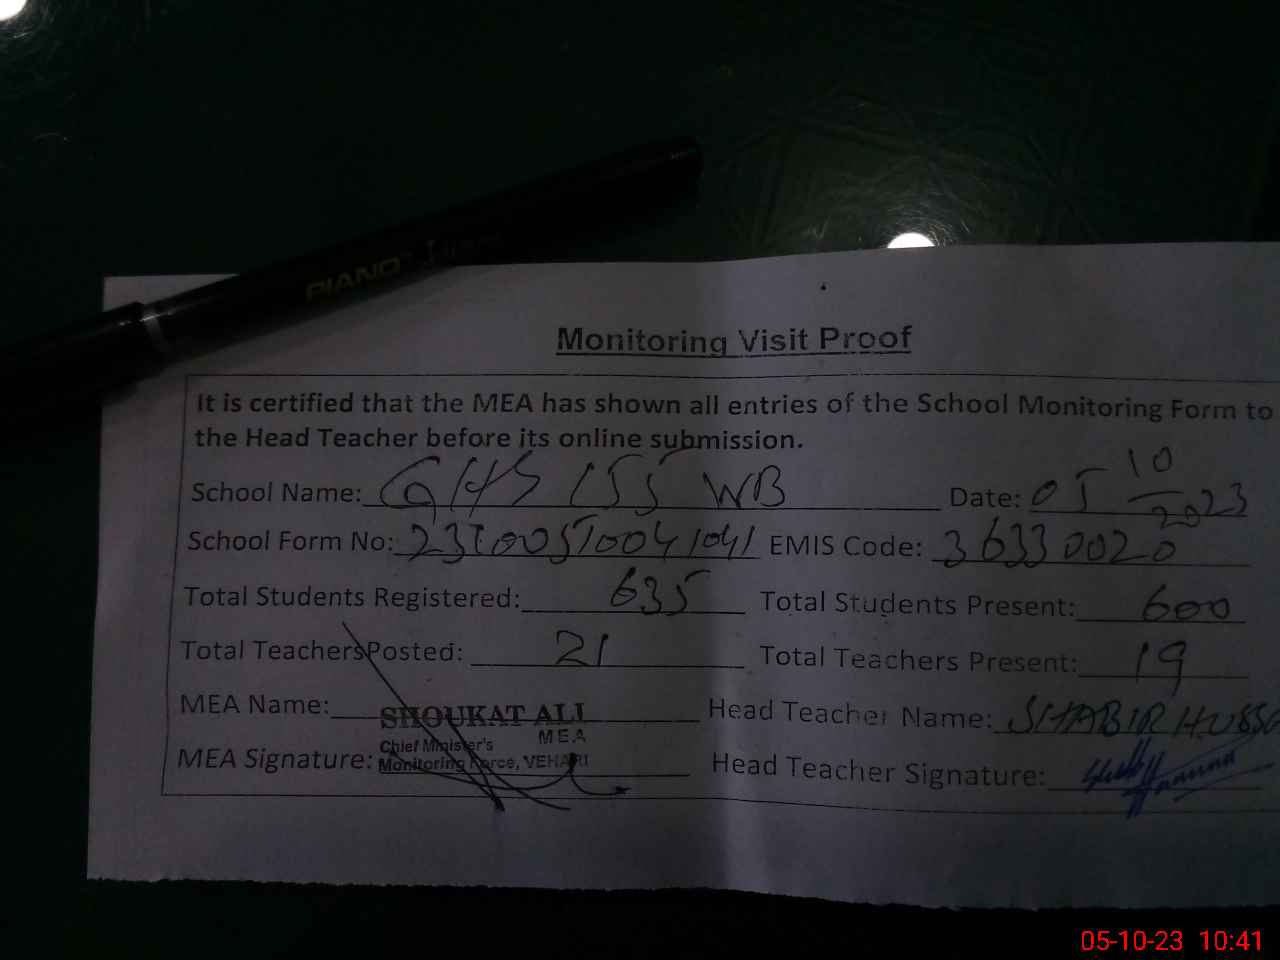 PIANO
Monitoring Visit Proof
It is certified that the MEA has shown all entries of the School Monitoring Form to
the Head Teacher before its online submission.
School Name: GHS 155 WB Date: 05 10 2023
School Form No: EMIS Code: 36330020
Total Students Registered: 635 Total Students Present: 600
Total Teachers Posted: 21 Total Teachers Present: 19
MEA Name: SHOUKAT ALI Head Teacher Name: SHABIR HUSSA
MEA
Chief Minister's
MEA Signature: Monitoring Force, VEHARI Head Teacher Signature:
05-10-23 10:41